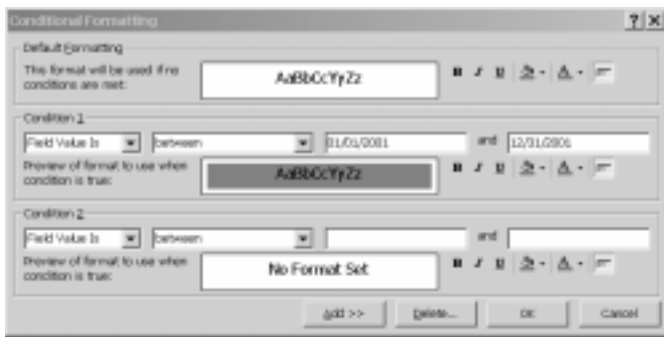 Conditional Formatting ? ×
Default Formatting
This format will be used if no
conditions are met:
AaBbCcYyZz
B I U A
Condition 1
Field Value Is between 01/01/2001 and 12/31/2001
Preview of format to use when
condition is true:
AaBbCcYyZz
B I U A
Condition 2
Field Value Is between and
Preview of format to use when
condition is true:
No Format Set
B I U A
Add >> Delete... OK Cancel